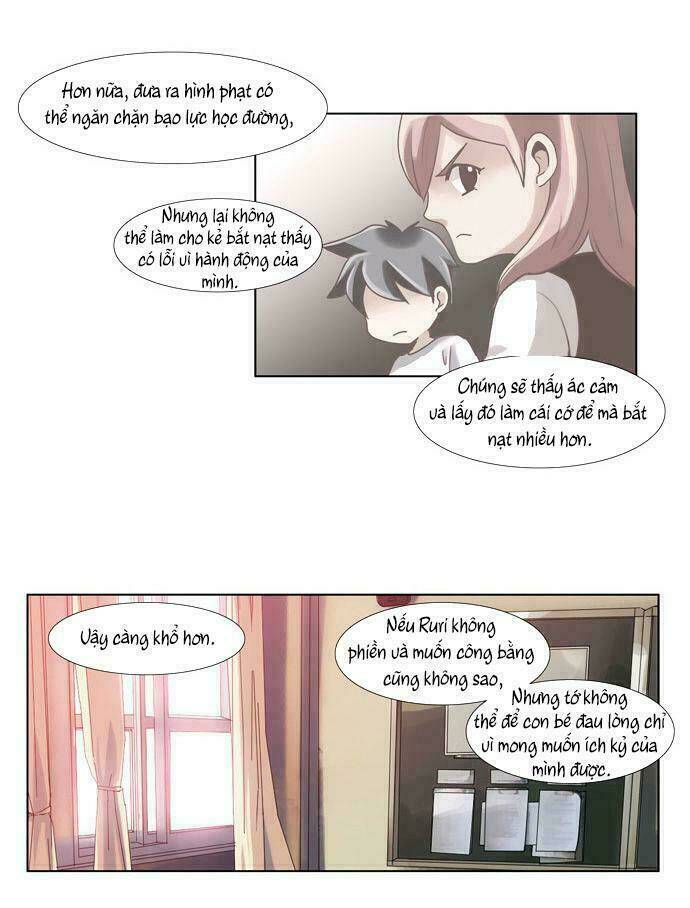 Hơn nữa, đưa ra hình phạt có
thể ngăn chặn bạo lực học đường,
Nhưng lại không
thể làm cho kẻ bắt nạt thấy
có lỗi vì hành động của
mình.
Chúng sẽ thấy ác cảm
và lấy đó làm cái cớ để mà bắt
nạt nhiều hơn.
Vậy càng khổ hơn.
Nếu Ruri không
phiền và muốn công bằng
cũng không sao,
Nhưng tớ không
thể để con bé đau lòng chỉ
vì mong muốn ích kỷ của
mình được.